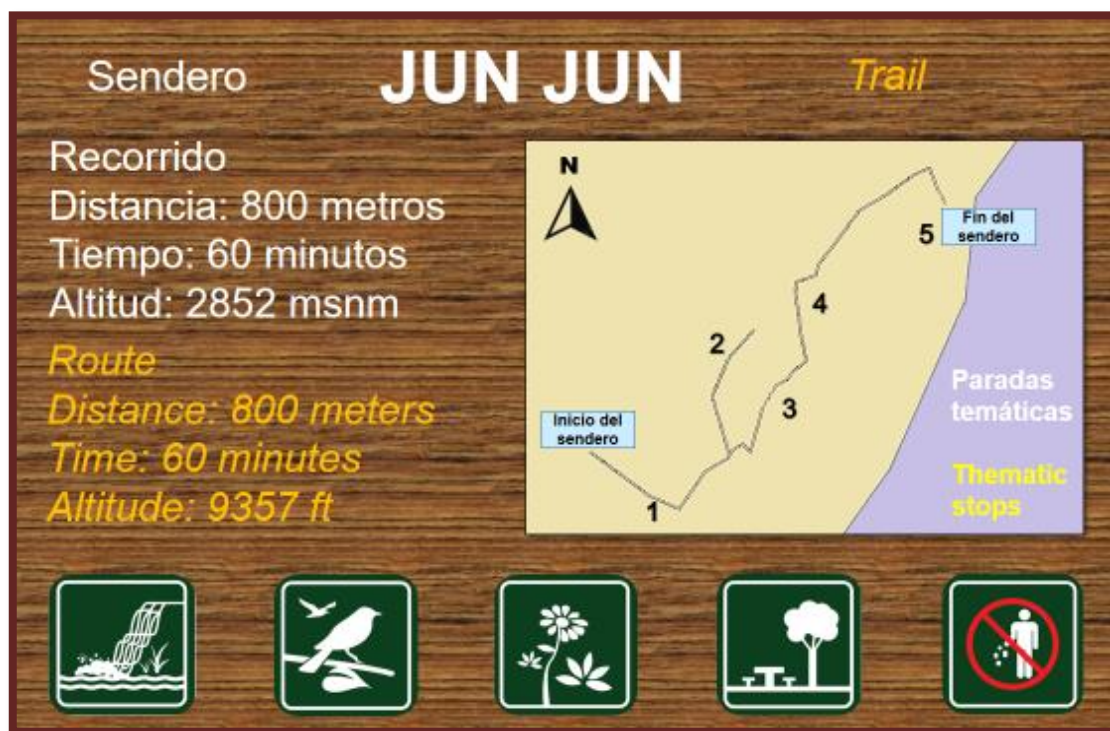 Sendero JUN JUN Trail
Recorrido
Distancia: 800 metros
Tiempo: 60 minutos
Altitud: 2852 msnm
Route
Distance: 800 meters
Time: 60 minutes
Altitude: 9357 ft
N
Fin del
sendero
5
4
2
3
Inicio del
sendero
1
Paradas
temáticas
Thematic
stops